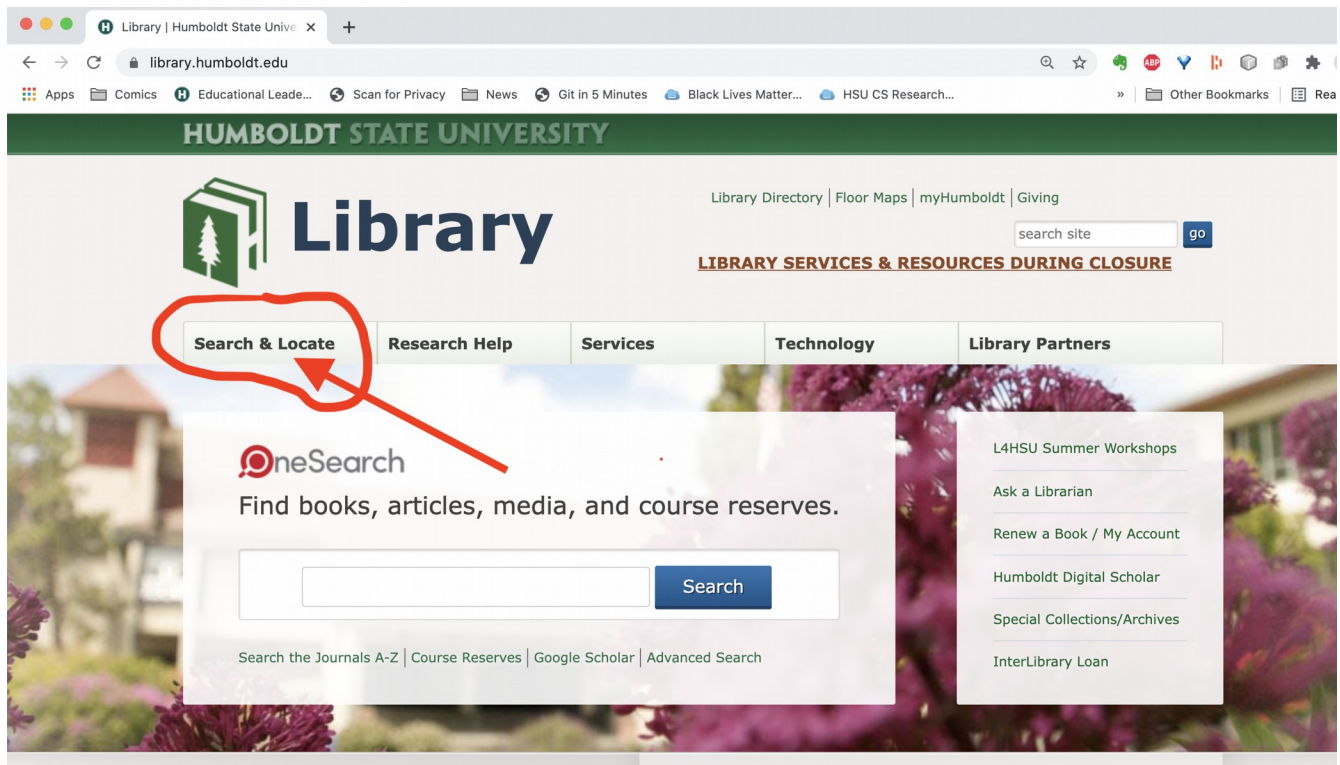 Library | Humboldt State Unive
library.humboldt.edu
ABP
Apps Comics Educational Leade... Scan for Privacy News Git in 5 Minutes Black Lives Matter... HSU CS Research... » Other Bookmarks Rea
HUMBOLDT STATE UNIVERSITY
Library
Library Directory | Floor Maps | myHumboldt | Giving
search site go
LIBRARY SERVICES & RESOURCES DURING CLOSURE
Search & Locate Research Help Services Technology Library Partners
OneSearch
Find books, articles, media, and course reserves.
Search
Search the Journals A-Z | Course Reserves | Google Scholar | Advanced Search
L4HSU Summer Workshops
Ask a Librarian
Renew a Book / My Account
Humboldt Digital Scholar
Special Collections/Archives
InterLibrary Loan